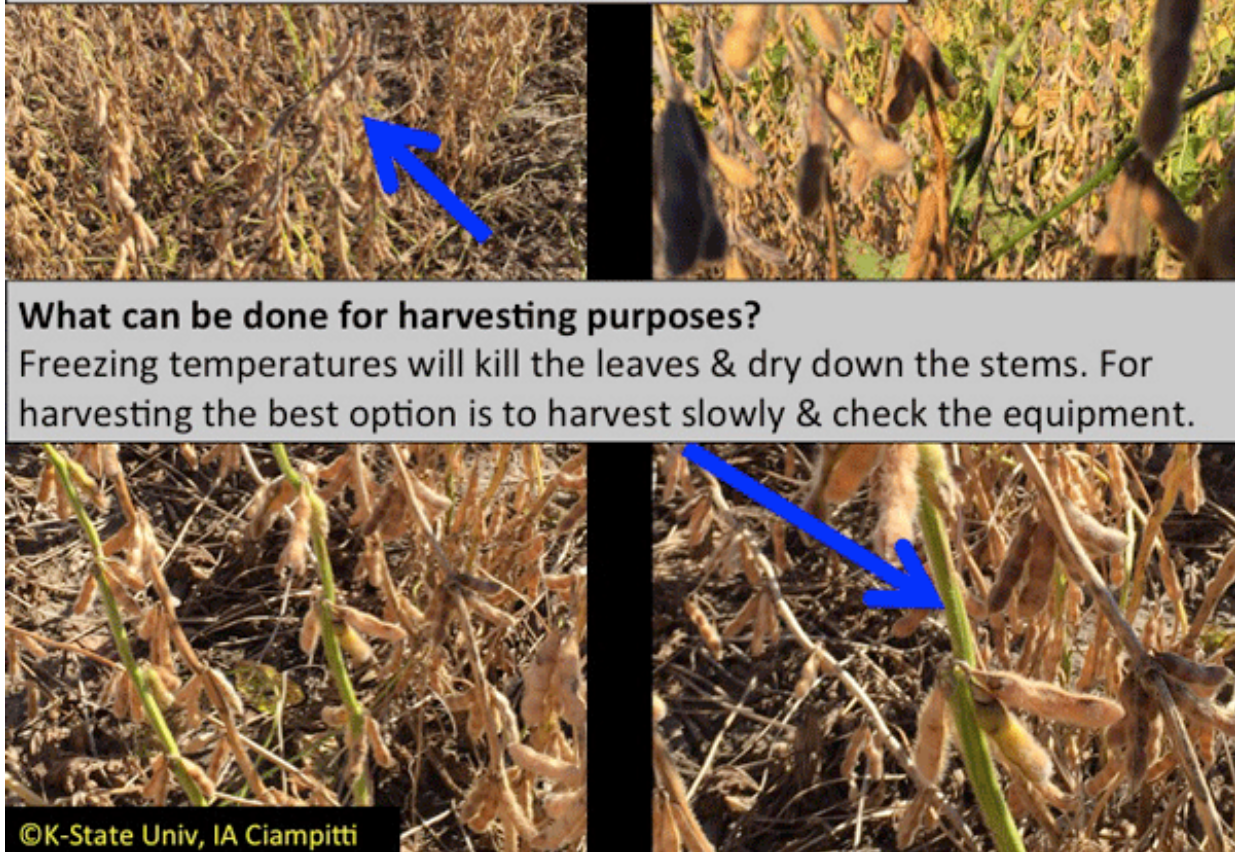 What can be done for harvesting purposes?
Freezing temperatures will kill the leaves & dry down the stems. For
harvesting the best option is to harvest slowly & check the equipment.
©K-State Univ, IA Ciampitti